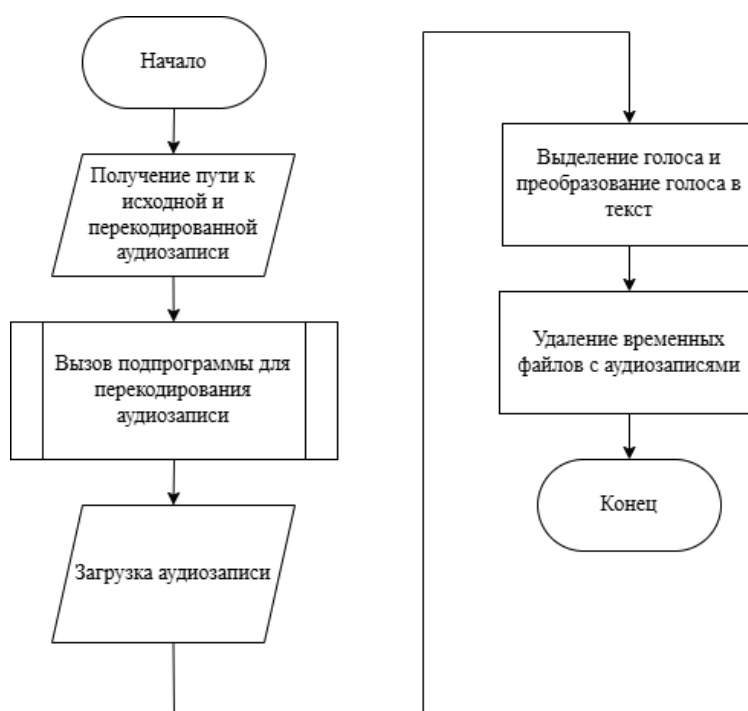 Начало
Получение пути к
исходной и
перекодированной
аудиозаписи
Вызов подпрограммы для
перекодирования
аудиозаписи
Загрузка аудиозаписи
Выделение голоса и
преобразование голоса в
текст
Удаление временных
файлов с аудиозаписями
Конец